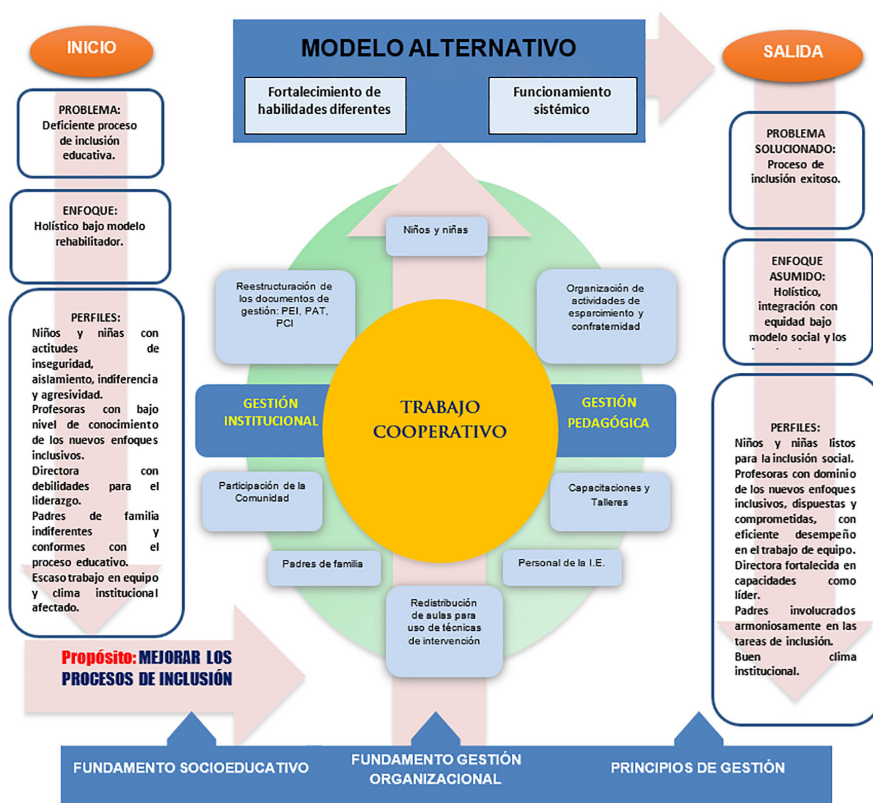 INICIO
PROBLEMA:
Deficiente proceso
de inclusión
educativa.
ENFOQUE:
Holístico bajo modelo
rehabilitador.
PERFILES:
Niños y niñas con
actitudes de
inseguridad,
aislamiento, indiferencia
y agresividad.
Profesoras con bajo
nivel de conocimiento
de los nuevos enfoques
inclusivos.
Directora con
debilidades para el
liderazgo.
Padres de familia
indiferentes y
conformes con el
proceso educativo.
Escaso trabajo en equipo
y clima institucional
afectado.
Propósito: MEJORAR LOS
PROCESOS DE INCLUSIÓN
MODELO ALTERNATIVO
Fortalecimiento de
habilidades diferentes
Funcionamiento
sistémico
Niños y niñas
Reestructuración de
los documentos de
gestión: PEI, PAT,
PCI
Organización de
actividades de
esparcimiento y
confraternidad
GESTIÓN
INSTITUCIONAL
TRABAJO
COOPERATIVO
GESTIÓN
PEDAGÓGICA
Participación de la
Comunidad
Capacitaciones y
Talleres
Padres de familia
Personal de la I.E.
Redistribución
de aulas para
uso de técnicas
de intervención
SALIDA
PROBLEMA
SOLUCIONADO:
Proceso de
inclusión exitoso.
ENFOQUE
ASUMIDO:
Holístico,
integración con
equidad bajo
modelo social y los
PERFILES:
Niños y niñas listos
para la inclusión social.
Profesoras con dominio
de los nuevos enfoques
inclusivos, dispuestas y
comprometidas, con
eficiente desempeño
en el trabajo de equipo.
Directora fortalecida en
capacidades como
líder.
Padres involucrados
armoniosamente en las
tareas de inclusión.
Buen clima
institucional.
FUNDAMENTO SOCIOEDUCATIVO
FUNDAMENTO GESTIÓN
ORGANIZACIONAL
PRINCIPIOS DE GESTIÓN